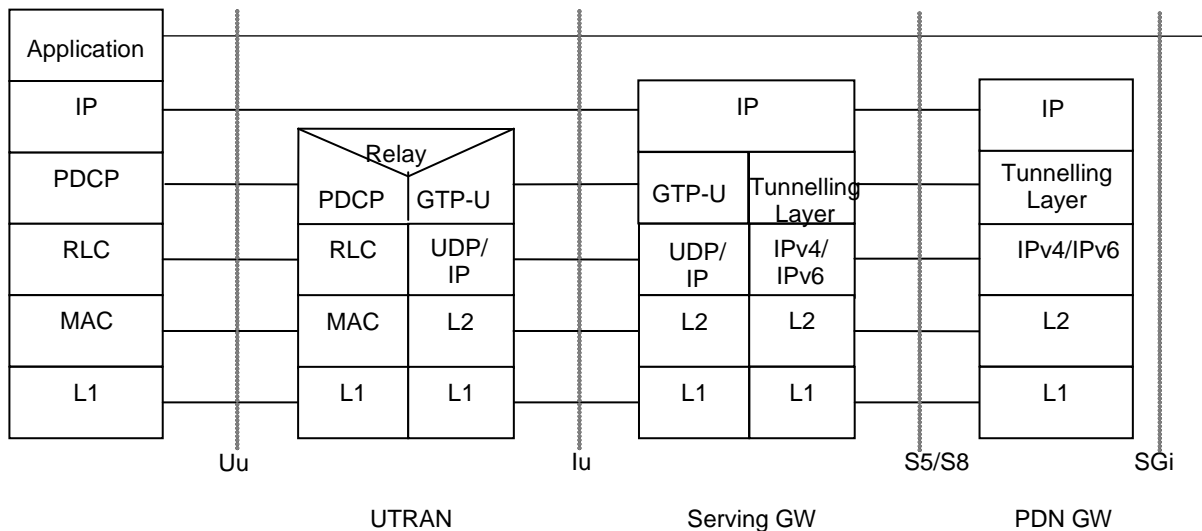 Application
IP
PDCP
RLC
MAC
L1
Relay
PDCP
GTP-U
RLC
UDP/
IP
MAC
L2
L1
L1
IP
GTP-U
Tunnelling
Layer
UDP/
IP
IPv4/
IPv6
L2
L2
L1
L1
IP
Tunnelling
Layer
IPv4/IPv6
L2
L1
Uu
Iu
S5/S8
SGi
UTRAN
Serving GW
PDN GW